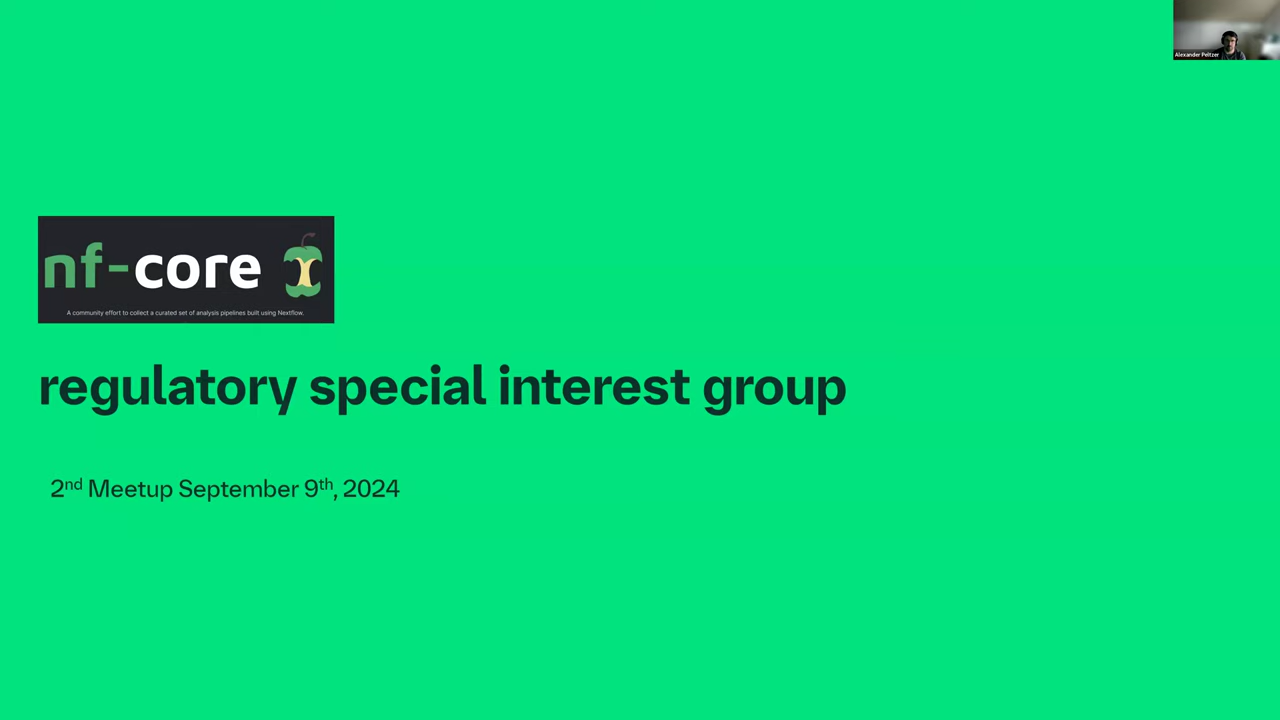 Alexander Peltzer
nf-core
A community effort to collect a curated set of analysis pipelines built using Nextflow.
regulatory special interest group
2nd Meetup September 9th, 2024